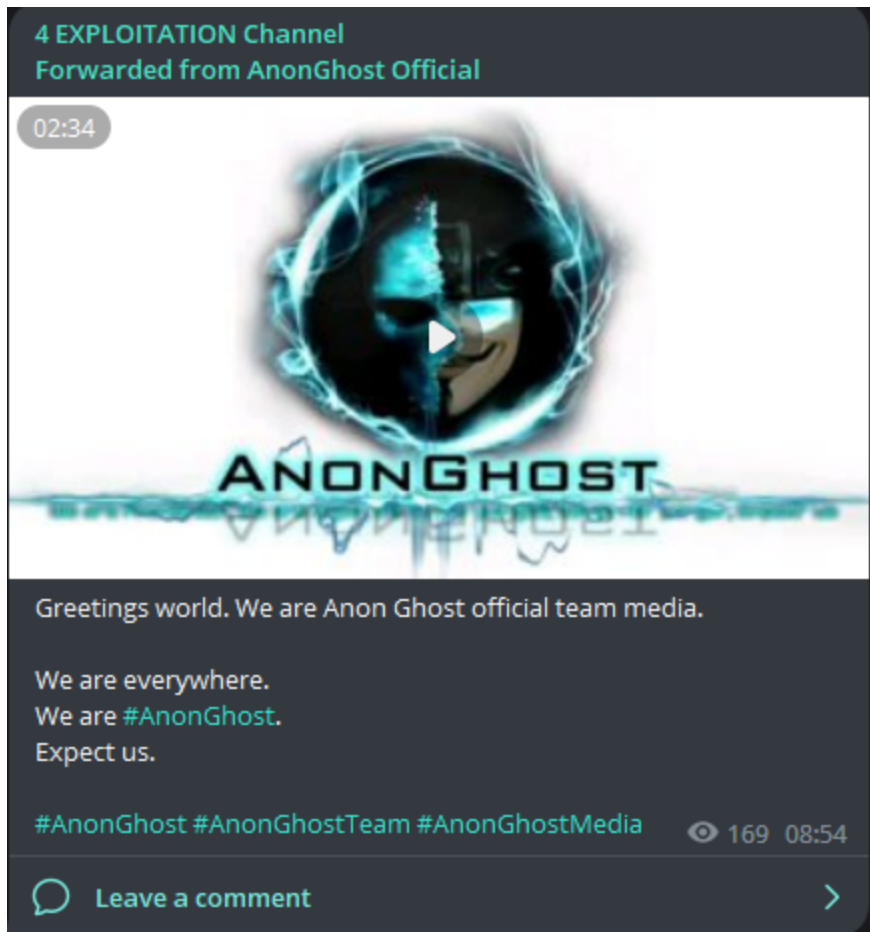 4 EXPLOITATION Channel
Forwarded from AnonGhost Official
02:34
ANONGHOST
Greetings world. We are Anon Ghost official team media.
We are everywhere.
We are #AnonGhost.
Expect us.
#AnonGhost #AnonGhostTeam #AnonGhostMedia
169 08:54
Leave a comment